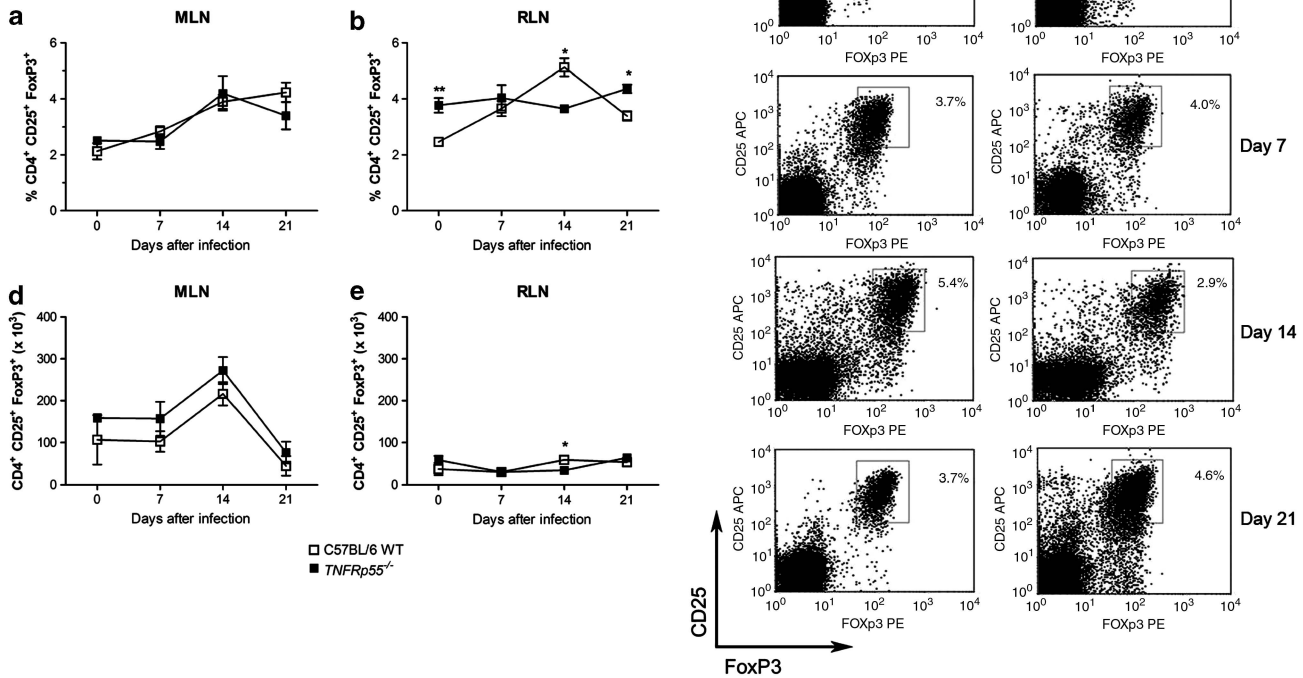 a
MLN
% CD4⁺ CD25⁺ FoxP3⁺
6
4
2
0
0 7 14 21
Days after infection
b
RLN
% CD4⁺ CD25⁺ FoxP3⁺
6
4
2
0
**
*
*
0 7 14 21
Days after infection
d
MLN
CD4⁺ CD25⁺ FoxP3⁺ (x 10³)
400
300
200
100
0
0 7 14 21
Days after infection
e
RLN
CD4⁺ CD25⁺ FoxP3⁺ (x 10³)
400
300
200
100
0
*
0 7 14 21
Days after infection
C57BL/6 WT
TNFRp55⁻/⁻
10⁰
10⁰ 10¹ 10² 10³ 10⁴
FOXp3 PE
10⁰
10⁰ 10¹ 10² 10³ 10⁴
FOXp3 PE
CD25 APC
10⁴
10³
10²
10¹
10⁰
3.7%
10⁰ 10¹ 10² 10³ 10⁴
FOXp3 PE
CD25 APC
10⁴
10³
10²
10¹
10⁰
4.0%
10⁰ 10¹ 10² 10³ 10⁴
FOXp3 PE
Day 7
CD25 APC
10⁴
10³
10²
10¹
10⁰
5.4%
10⁰ 10¹ 10² 10³ 10⁴
FOXp3 PE
CD25 APC
10⁴
10³
10²
10¹
10⁰
2.9%
10⁰ 10¹ 10² 10³ 10⁴
FOXp3 PE
Day 14
CD25 APC
10⁴
10³
10²
10¹
10⁰
3.7%
10⁰ 10¹ 10² 10³ 10⁴
FOXp3 PE
CD25 APC
10⁴
10³
10²
10¹
10⁰
4.6%
10⁰ 10¹ 10² 10³ 10⁴
FOXp3 PE
Day 21
CD25
FoxP3